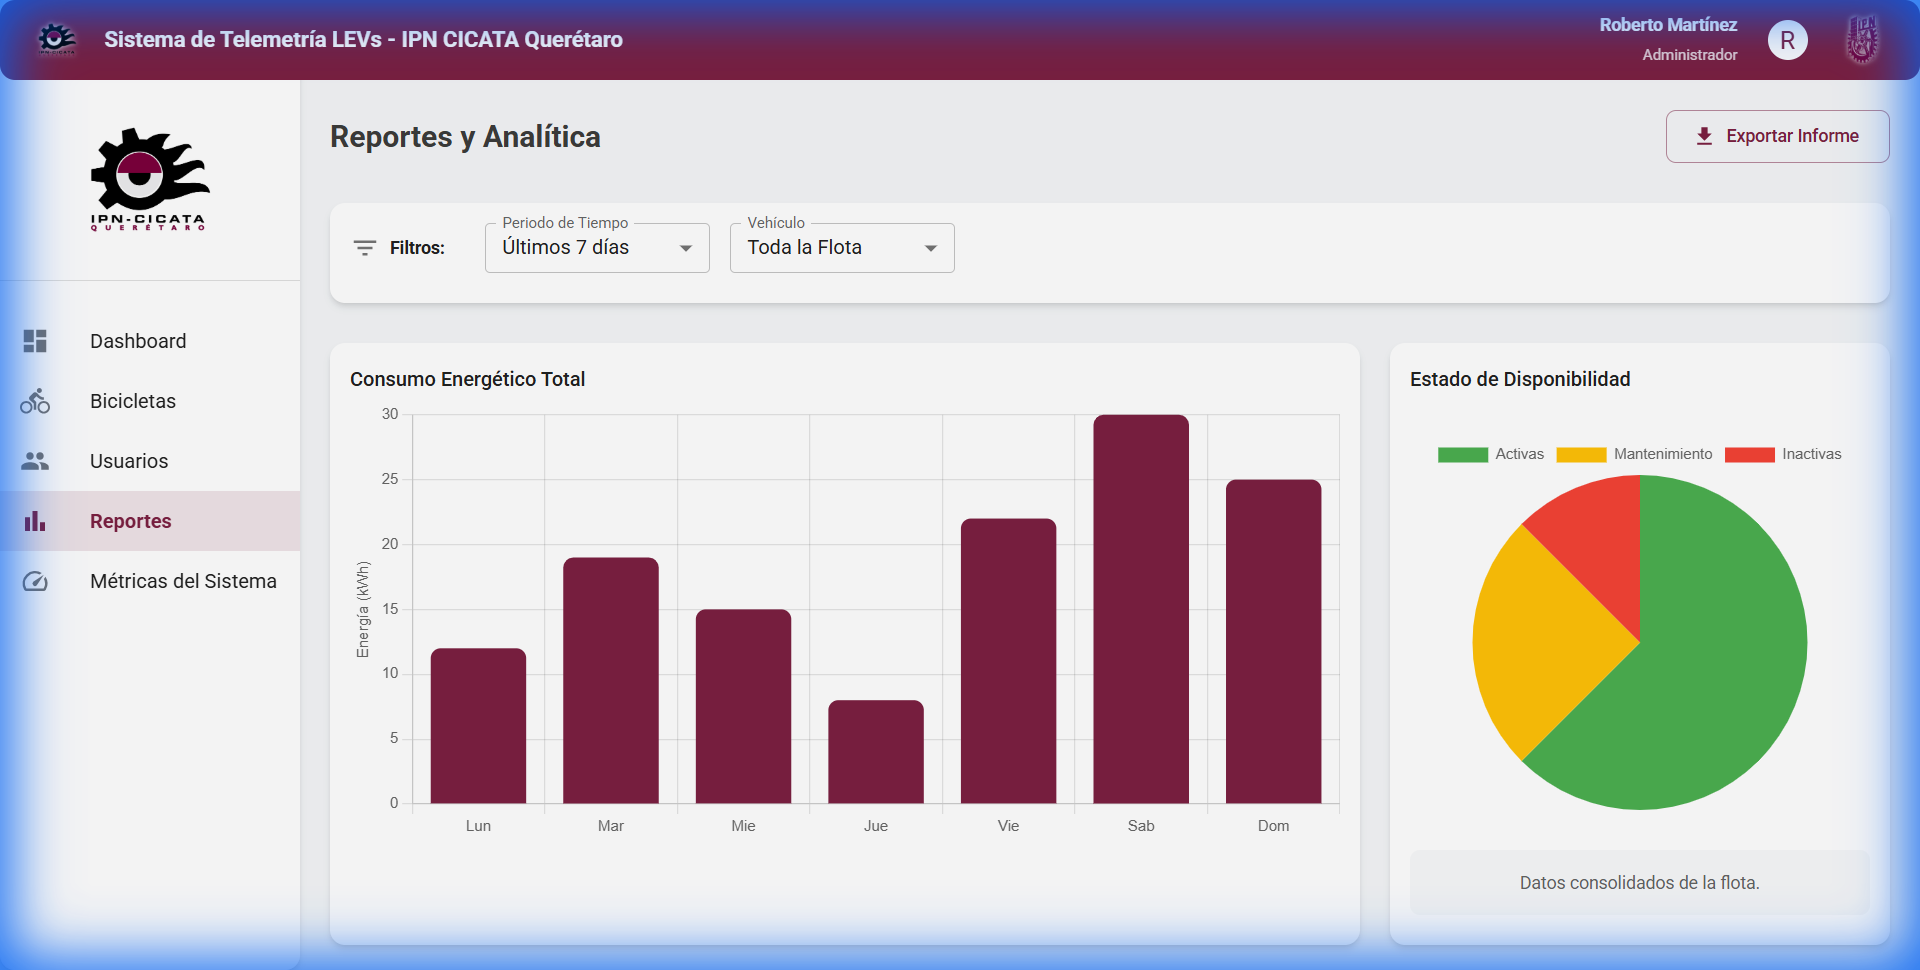 Sistema de Telemetría LEVs - IPN CICATA Querétaro
Roberto Martínez
Administrador
R
IPN-CICATA
QUERÉTARO
Dashboard
Bicicletas
Usuarios
Reportes
Métricas del Sistema
Reportes y Analítica
Exportar Informe
Filtros:
Periodo de Tiempo
Últimos 7 días
Vehículo
Toda la Flota
Consumo Energético Total
30
25
20
15
10
5
0
Energía (kWh)
Lun Mar Mie Jue Vie Sab Dom
Estado de Disponibilidad
Activas Mantenimiento Inactivas
Datos consolidados de la flota.